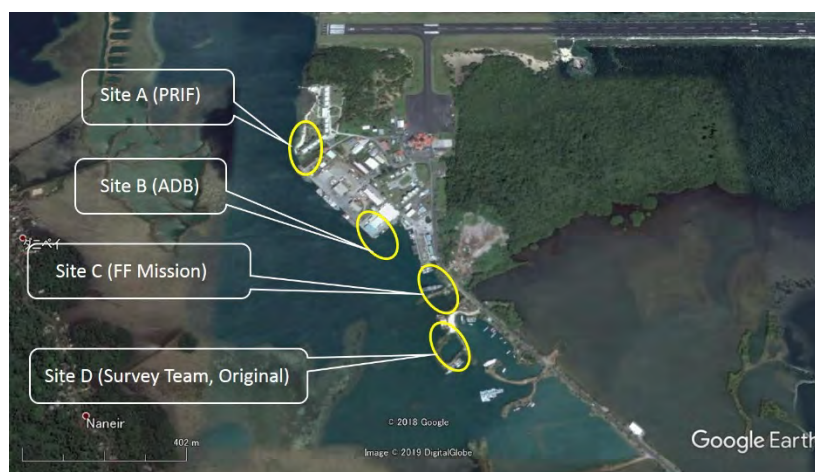 Site A (PRIF)
Site B (ADB)
Site C (FF Mission)
Site D (Survey Team, Original)
Naneir
402 m
© 2018 Google
Image © 2019 DigitalGlobe
Google Earth